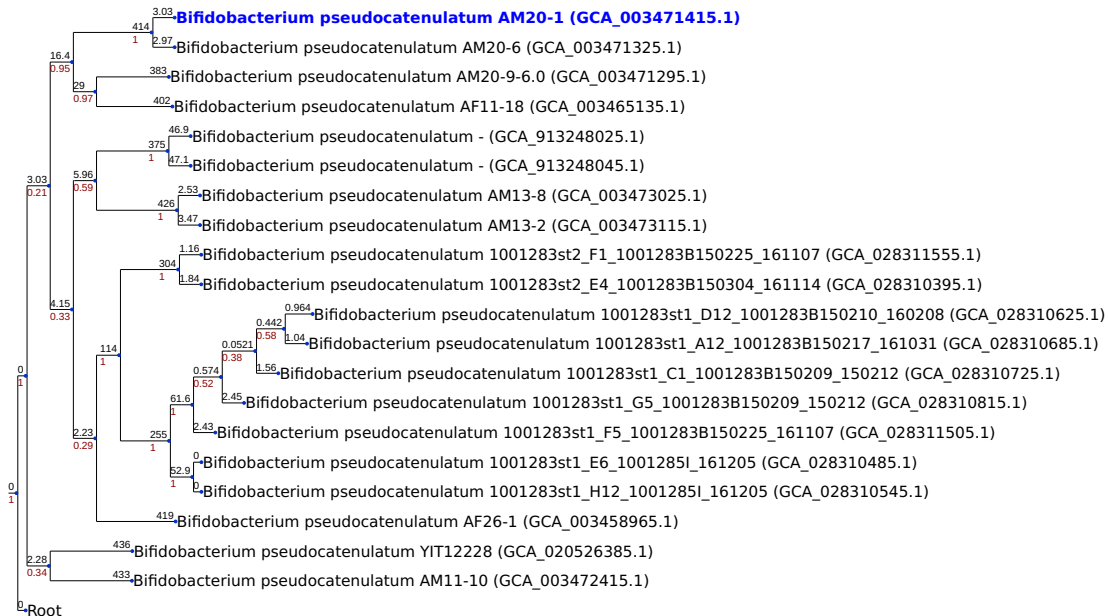 3.03
Bifidobacterium pseudocatenulatum AM20-1 (GCA_003471415.1)
414
1
2.97
Bifidobacterium pseudocatenulatum AM20-6 (GCA_003471325.1)
16.4
0.95
383
Bifidobacterium pseudocatenulatum AM20-9-6.0 (GCA_003471295.1)
29
0.97
402
Bifidobacterium pseudocatenulatum AF11-18 (GCA_003465135.1)
46.9
Bifidobacterium pseudocatenulatum - (GCA_913248025.1)
375
1
47.1
Bifidobacterium pseudocatenulatum - (GCA_913248045.1)
3.03
0.21
5.96
0.59
2.53
Bifidobacterium pseudocatenulatum AM13-8 (GCA_003473025.1)
426
1
3.47
Bifidobacterium pseudocatenulatum AM13-2 (GCA_003473115.1)
1.16
Bifidobacterium pseudocatenulatum 1001283st2_F1_1001283B150225_161107 (GCA_028311555.1)
304
1
1.84
Bifidobacterium pseudocatenulatum 1001283st2_E4_1001283B150304_161114 (GCA_028310395.1)
4.15
0.33
0.964
Bifidobacterium pseudocatenulatum 1001283st1_D12_1001283B150210_160208 (GCA_028310625.1)
0.442
0.58
1.04
Bifidobacterium pseudocatenulatum 1001283st1_A12_1001283B150217_161031 (GCA_028310685.1)
114
1
0.0521
0.38
1.56
Bifidobacterium pseudocatenulatum 1001283st1_C1_1001283B150209_150212 (GCA_028310725.1)
0
1
0.574
0.52
2.45
Bifidobacterium pseudocatenulatum 1001283st1_G5_1001283B150209_150212 (GCA_028310815.1)
61.6
1
2.43
Bifidobacterium pseudocatenulatum 1001283st1_F5_1001283B150225_161107 (GCA_028311505.1)
2.23
0.29
255
1
0
Bifidobacterium pseudocatenulatum 1001283st1_E6_1001285I_161205 (GCA_028310485.1)
52.9
1
0
Bifidobacterium pseudocatenulatum 1001283st1_H12_1001285I_161205 (GCA_028310545.1)
0
1
419
Bifidobacterium pseudocatenulatum AF26-1 (GCA_003458965.1)
436
Bifidobacterium pseudocatenulatum YIT12228 (GCA_020526385.1)
2.28
0.34
433
Bifidobacterium pseudocatenulatum AM11-10 (GCA_003472415.1)
0
Root